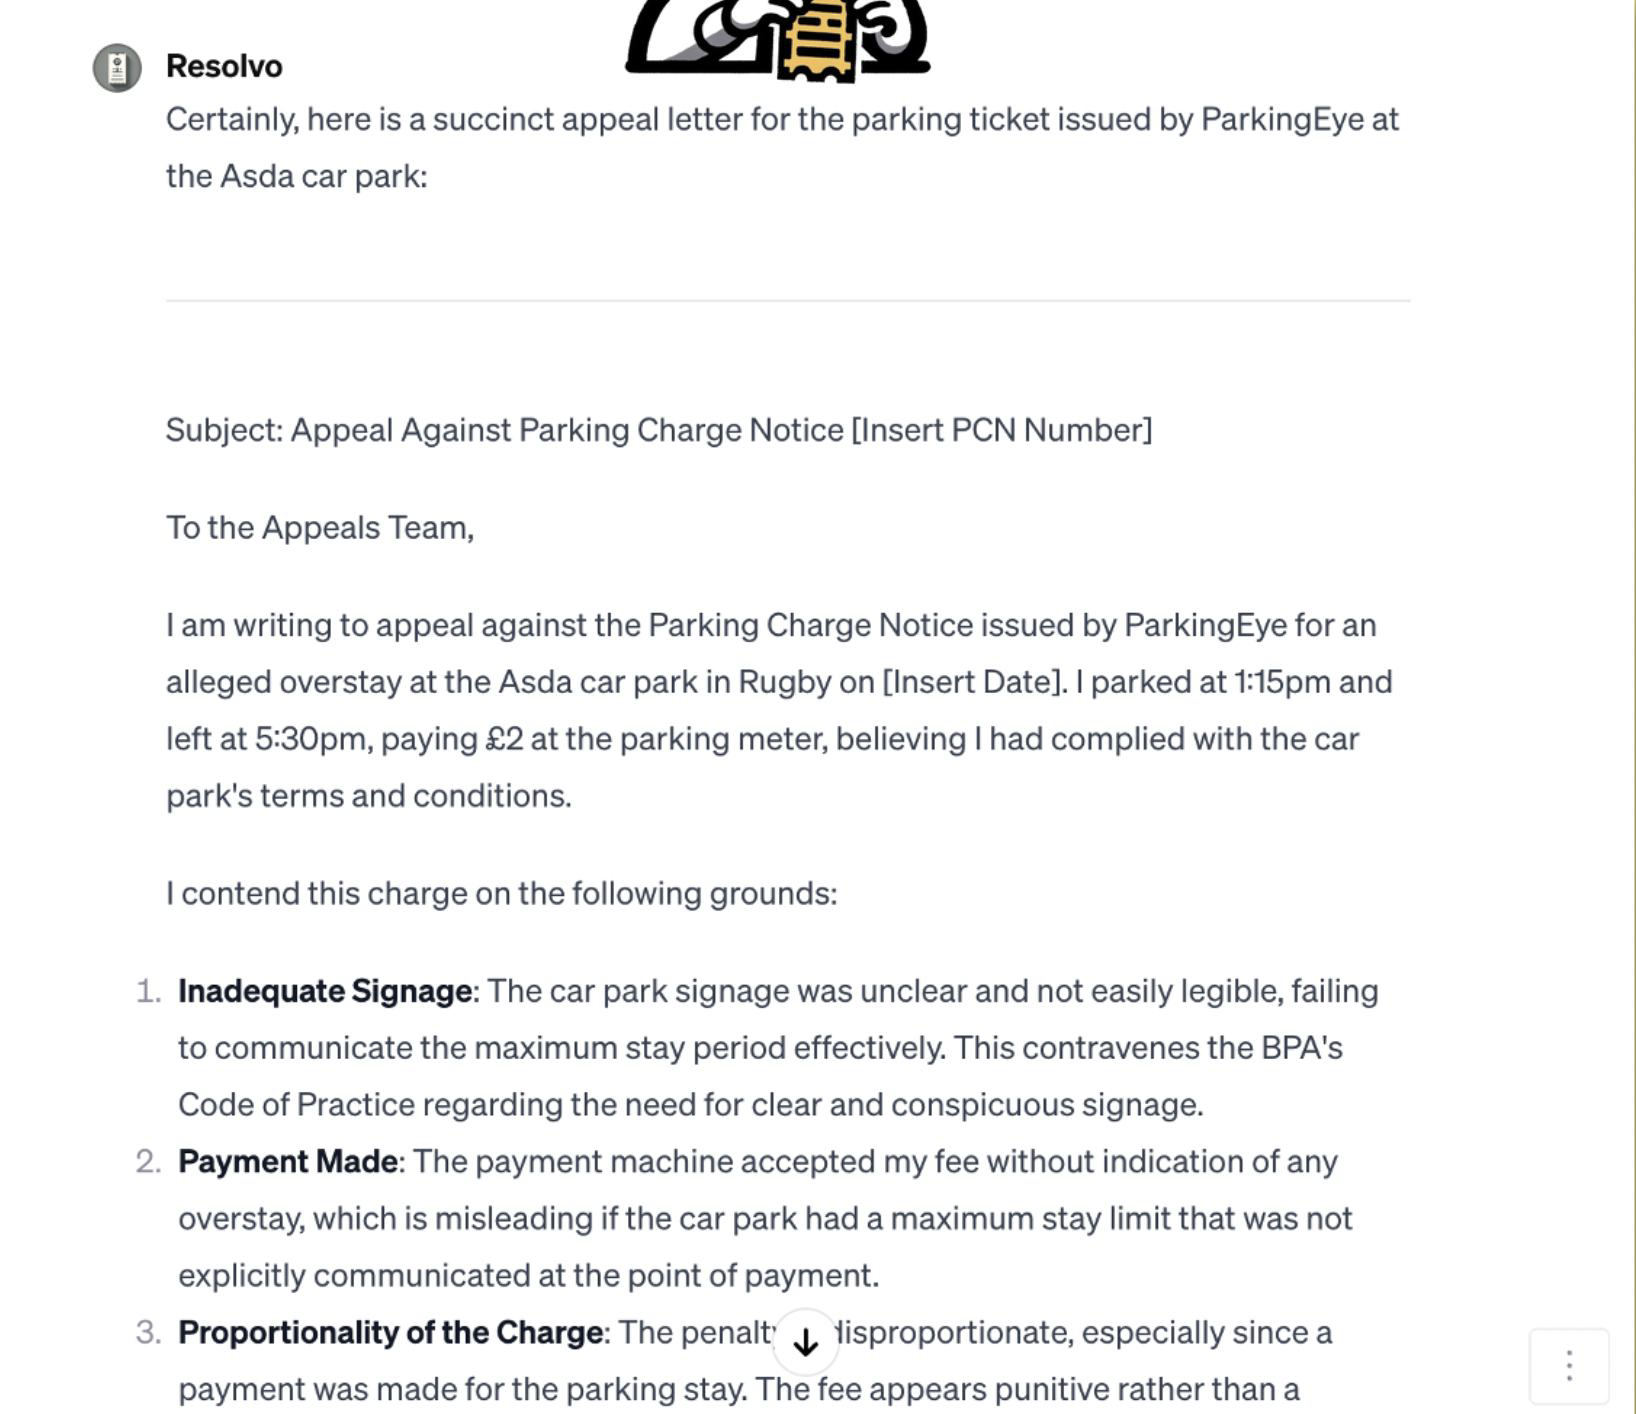 Resolvo
Certainly, here is a succinct appeal letter for the parking ticket issued by ParkingEye at
the Asda car park:
Subject: Appeal Against Parking Charge Notice [Insert PCN Number]
To the Appeals Team,
I am writing to appeal against the Parking Charge Notice issued by ParkingEye for an
alleged overstay at the Asda car park in Rugby on [Insert Date]. I parked at 1:15pm and
left at 5:30pm, paying £2 at the parking meter, believing I had complied with the car
park's terms and conditions.
I contend this charge on the following grounds:
1. Inadequate Signage: The car park signage was unclear and not easily legible, failing
to communicate the maximum stay period effectively. This contravenes the BPA's
Code of Practice regarding the need for clear and conspicuous signage.
2. Payment Made: The payment machine accepted my fee without indication of any
overstay, which is misleading if the car park had a maximum stay limit that was not
explicitly communicated at the point of payment.
3. Proportionality of the Charge: The penalty disproportionate, especially since a
payment was made for the parking stay. The fee appears punitive rather than a